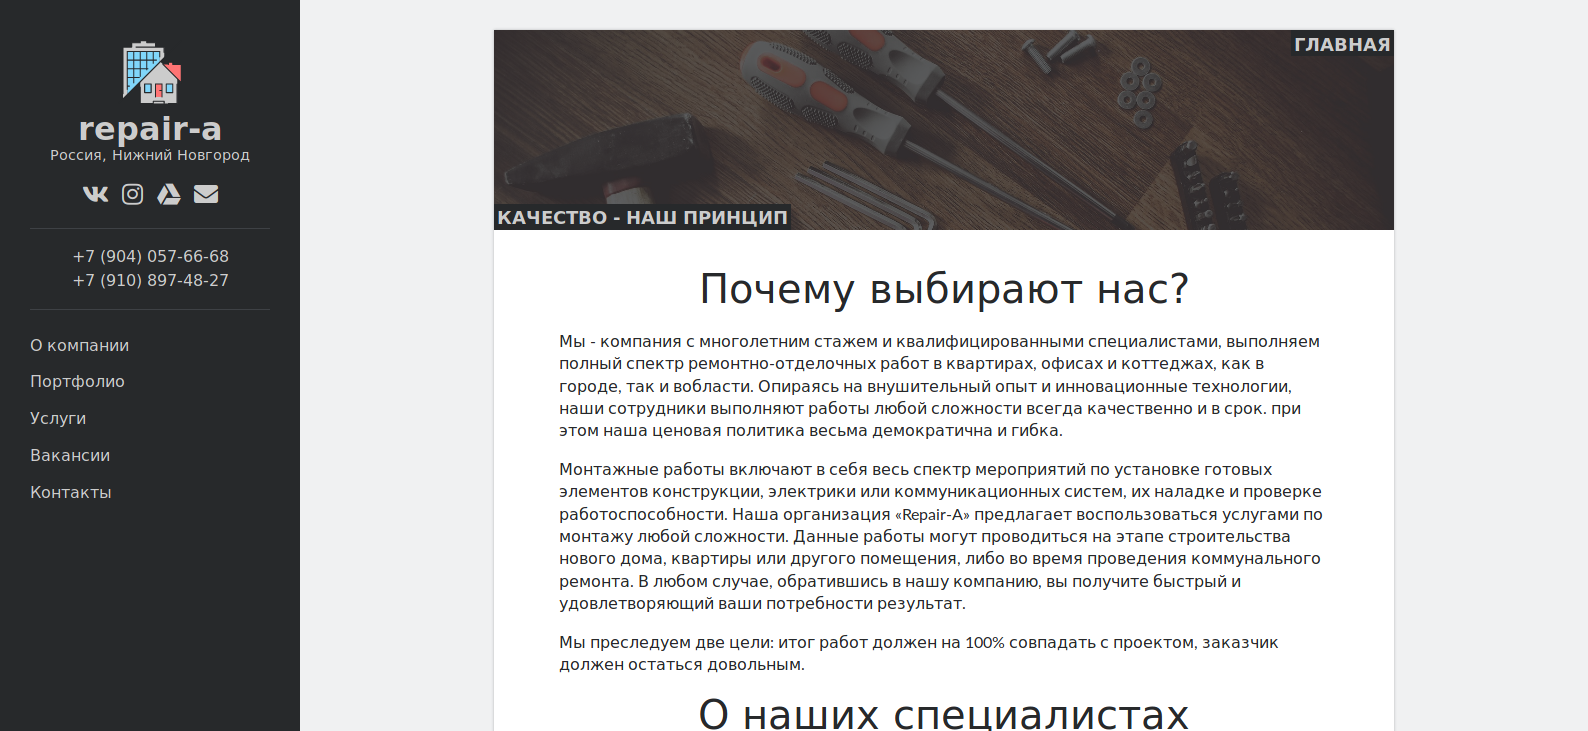 repair-a
Россия, Нижний Новгород
+7 (904) 057-66-68
+7 (910) 897-48-27
О компании
Портфолио
Услуги
Вакансии
Контакты
ГЛАВНАЯ
КАЧЕСТВО - НАШ ПРИНЦИП
Почему выбирают нас?
Мы - компания с многолетним стажем и квалифицированными специалистами, выполняем
полный спектр ремонтно-отделочных работ в квартирах, офисах и коттеджах, как в
городе, так и вобласти. Опираясь на внушительный опыт и инновационные технологии,
наши сотрудники выполняют работы любой сложности всегда качественно и в срок. при
этом наша ценовая политика весьма демократична и гибка.
Монтажные работы включают в себя весь спектр мероприятий по установке готовых
элементов конструкции, электрики или коммуникационных систем, их наладке и проверке
работоспособности. Наша организация «Repair-A» предлагает воспользоваться услугами по
монтажу любой сложности. Данные работы могут проводиться на этапе строительства
нового дома, квартиры или другого помещения, либо во время проведения коммунального
ремонта. В любом случае, обратившись в нашу компанию, вы получите быстрый и
удовлетворяющий ваши потребности результат.
Мы преследуем две цели: итог работ должен на 100% совпадать с проектом, заказчик
должен остаться довольным.
О наших специалистах